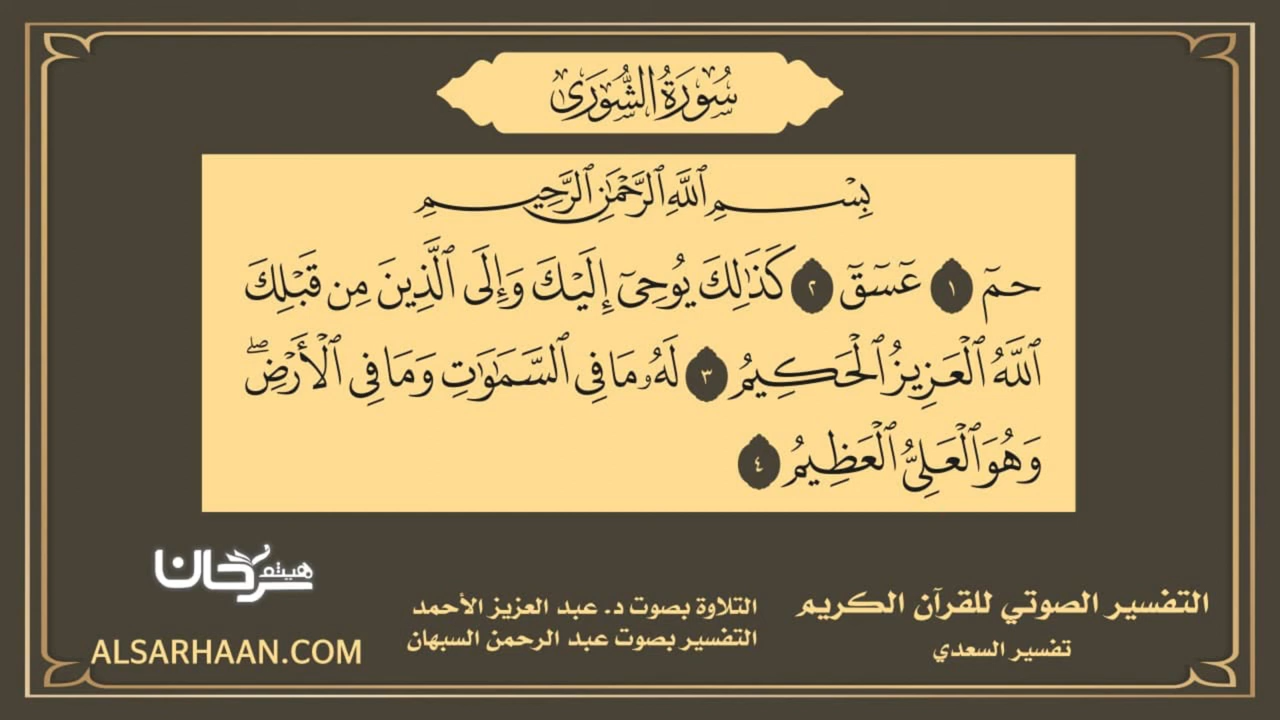 سُورَةُ الشُّورَىٰ
بِسْمِ ٱللَّهِ ٱلرَّحْمَٰنِ ٱلرَّحِيمِ
حمٓ ١ عٓسٓقٓ ٢ كَذَٰلِكَ يُوحِىٓ إِلَيْكَ وَإِلَى ٱلَّذِينَ مِن قَبْلِكَ
ٱللَّهُ ٱلْعَزِيزُ ٱلْحَكِيمُ ٣ لَهُۥ مَا فِى ٱلسَّمَٰوَٰتِ وَمَا فِى ٱلْأَرْضِۖ
وَهُوَ ٱلْعَلِىُّ ٱلْعَظِيمُ ٤
هيثم سرحان
ALSARHAAN.COM
التلاوة بصوت د. عبد العزيز الأحمد
التفسير بصوت عبد الرحمن السبهان
التفسير الصوتي للقرآن الكريم
تفسير السعدي